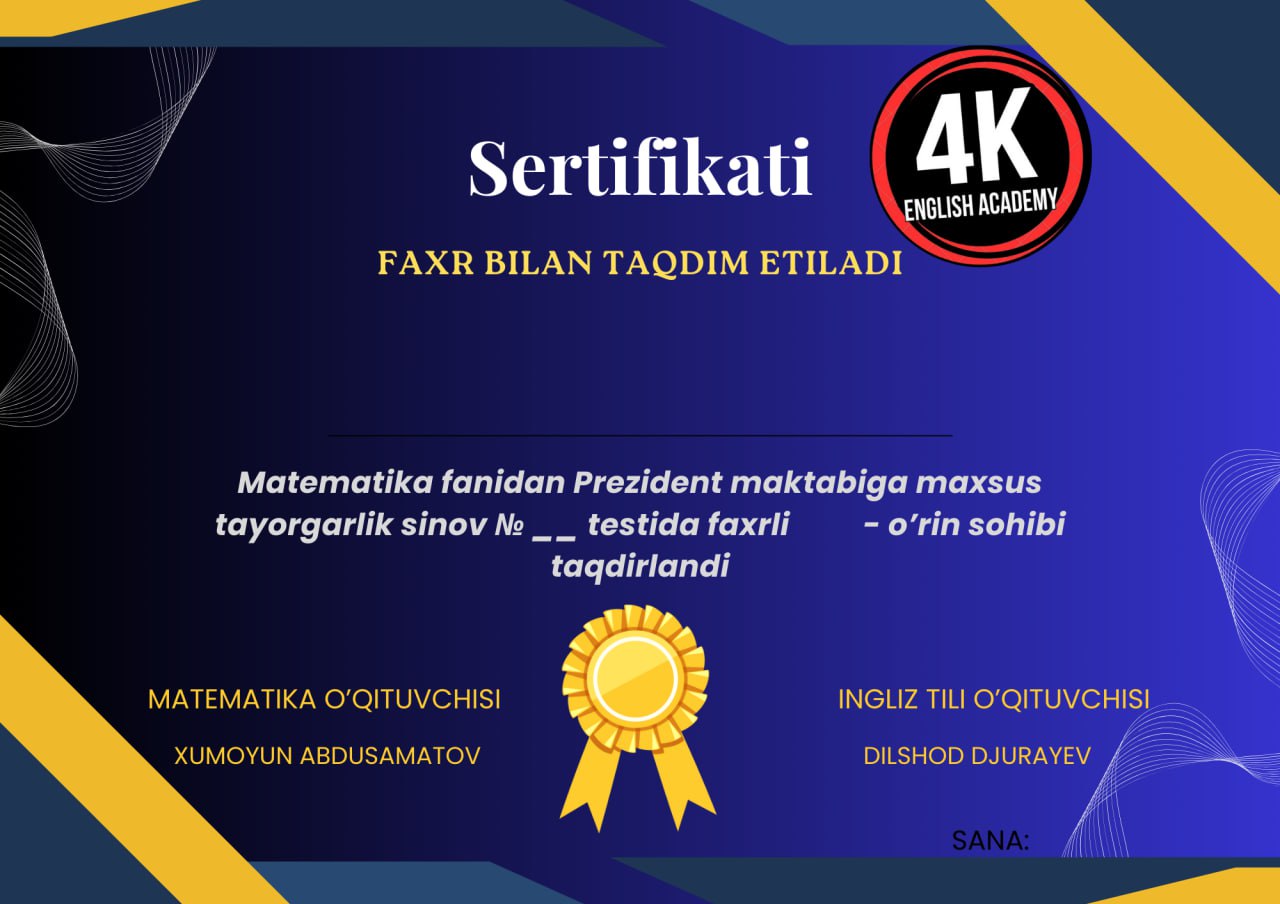 4K
ENGLISH ACADEMY
Sertifikati
FAXR BILAN TAQDIM ETILADI
Matematika fanidan Prezident maktabiga maxsus
tayorgarlik sinov № __ testida faxrli - o’rin sohibi
taqdirlandi
MATEMATIKA O’QITUVCHISI
INGLIZ TILI O’QITUVCHISI
XUMOYUN ABDUSAMATOV
DILSHOD DJURAYEV
SANA: